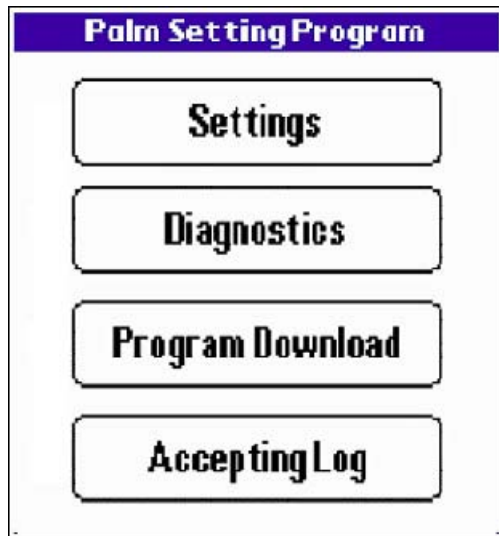 Palm Setting Program
Settings
Diagnostics
Program Download
Accepting Log